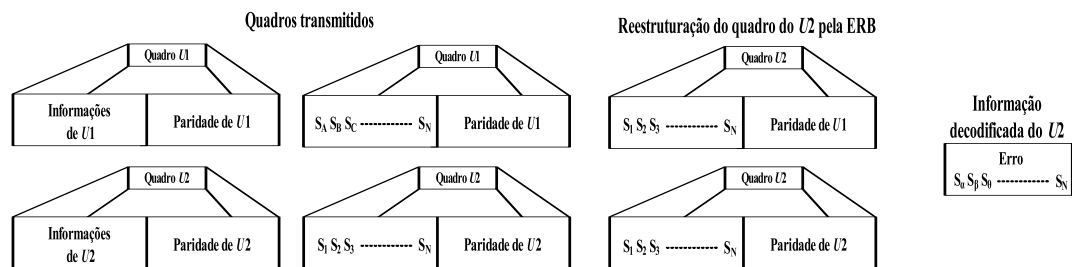 Quadros transmitidos
Reestruturação do quadro do U2 pela ERB
Quadro U1
Quadro U1
Quadro U2
Informações
de U1
Paridade de U1
S_A S_B S_C ------------ S_N
Paridade de U1
S_1 S_2 S_3 ------------ S_N
Paridade de U1
Informação
decodificada do U2
Erro
S_α S_β S_θ ------------ S_N
Quadro U2
Quadro U2
Quadro U2
Informações
de U2
Paridade de U2
S_1 S_2 S_3 ------------ S_N
Paridade de U2
S_1 S_2 S_3 ------------ S_N
Paridade de U2